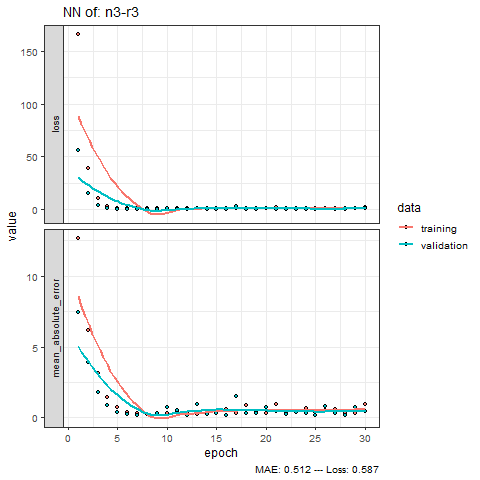 NN of: n3-r3
150
100
50
0
loss
10
5
0
mean_absolute_error
value
0 5 10 15 20 25 30
epoch
data
training
validation
MAE: 0.512 --- Loss: 0.587